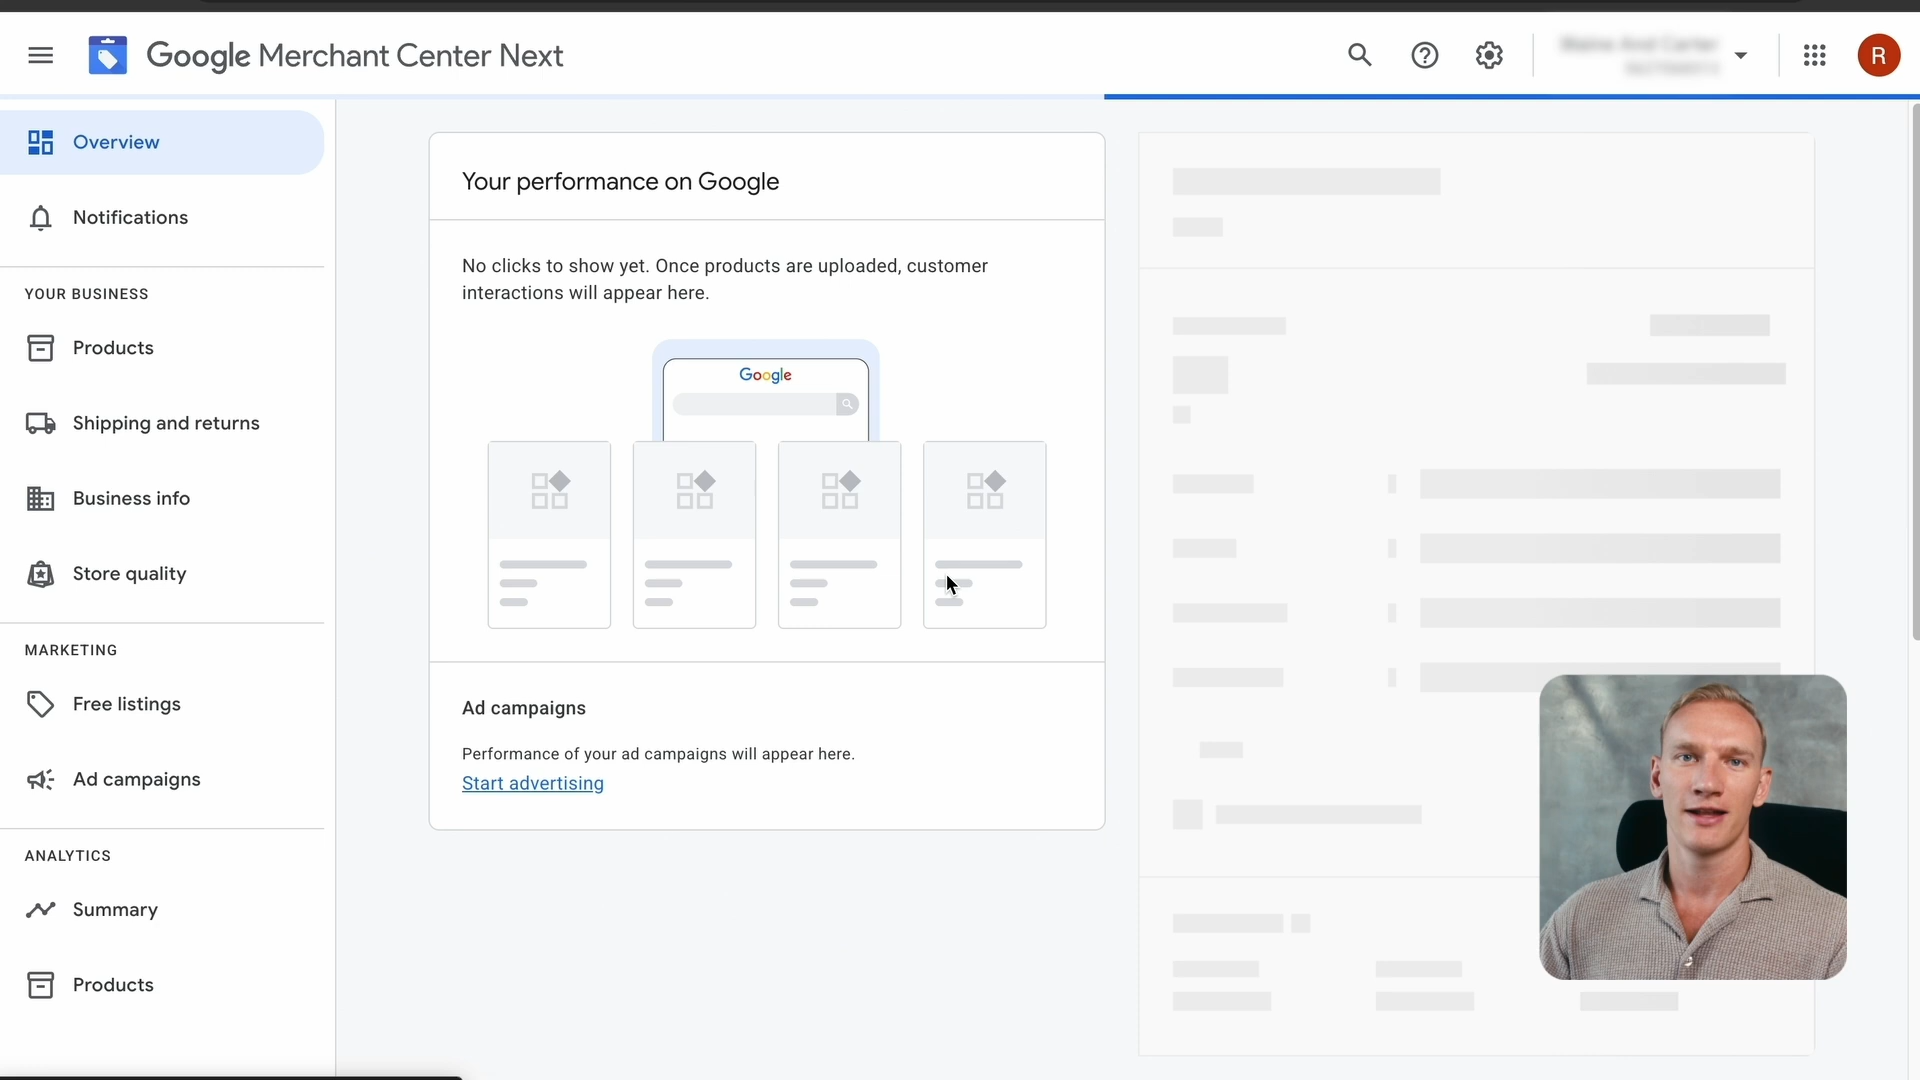 Google Merchant Center Next
R
Overview
Notifications
YOUR BUSINESS
Products
Shipping and returns
Business info
Store quality
MARKETING
Free listings
Ad campaigns
ANALYTICS
Summary
Products
Your performance on Google
No clicks to show yet. Once products are uploaded, customer
interactions will appear here.
Google
Ad campaigns
Performance of your ad campaigns will appear here.
Start advertising